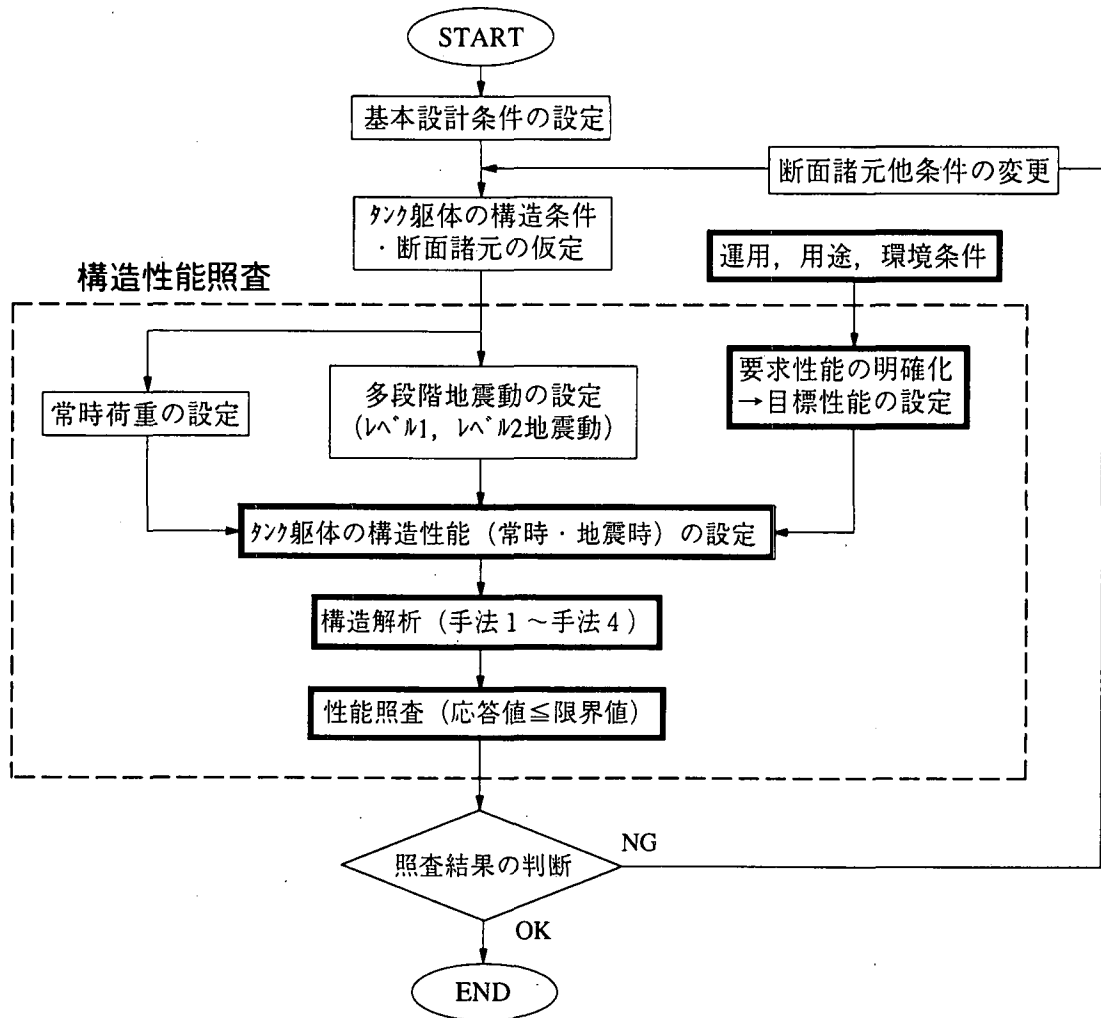 START
基本設計条件の設定
断面諸元他条件の変更
ﾀﾝｸ躯体の構造条件
・断面諸元の仮定
運用，用途，環境条件
構造性能照査
要求性能の明確化
→目標性能の設定
多段階地震動の設定
(ﾚﾍﾞﾙ1，ﾚﾍﾞﾙ2地震動)
常時荷重の設定
ﾀﾝｸ躯体の構造性能（常時・地震時）の設定
構造解析（手法1～手法4）
性能照査（応答値≦限界値）
照査結果の判断
NG
OK
END